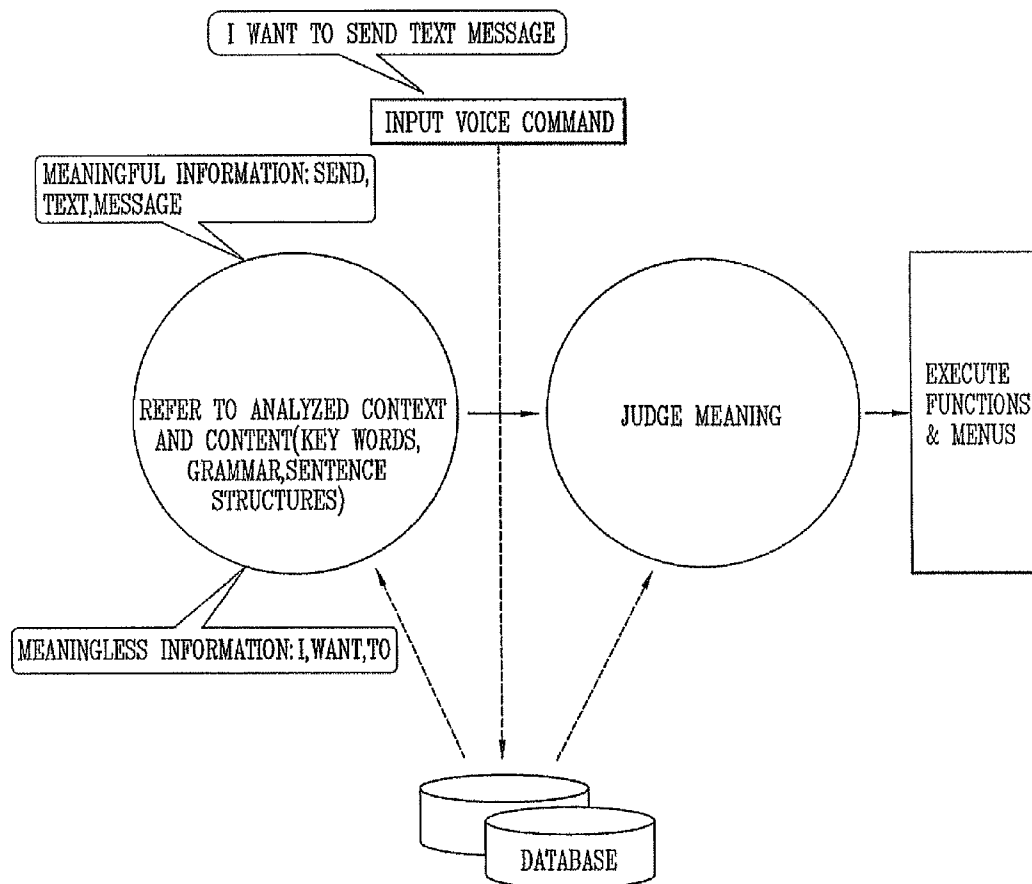 I WANT TO SEND TEXT MESSAGE
INPUT VOICE COMMAND
MEANINGFUL INFORMATION: SEND,
TEXT,MESSAGE
REFER TO ANALYZED CONTEXT
AND CONTENT(KEY WORDS,
GRAMMAR,SENTENCE
STRUCTURES)
JUDGE MEANING
EXECUTE
FUNCTIONS
& MENUS
MEANINGLESS INFORMATION: I,WANT,TO
DATABASE